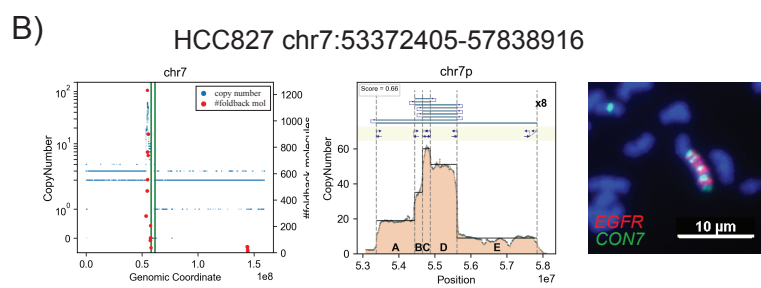 B)
HCC827 chr7:53372405-57838916
chr7
copy number
#foldback mol
CopyNumber
10²
10¹
10⁰
0
1200
1000
800
600
400
200
0
#foldback molecules
0.0 0.5 1.0 1.5
1e8
Genomic Coordinate
chr7p
Score = 0.66
x8
CopyNumber
60
40
20
0
A B C D E
5.3 5.4 5.5 5.6 5.7 5.8
1e7
Position
EGFR
CON7
10 µm